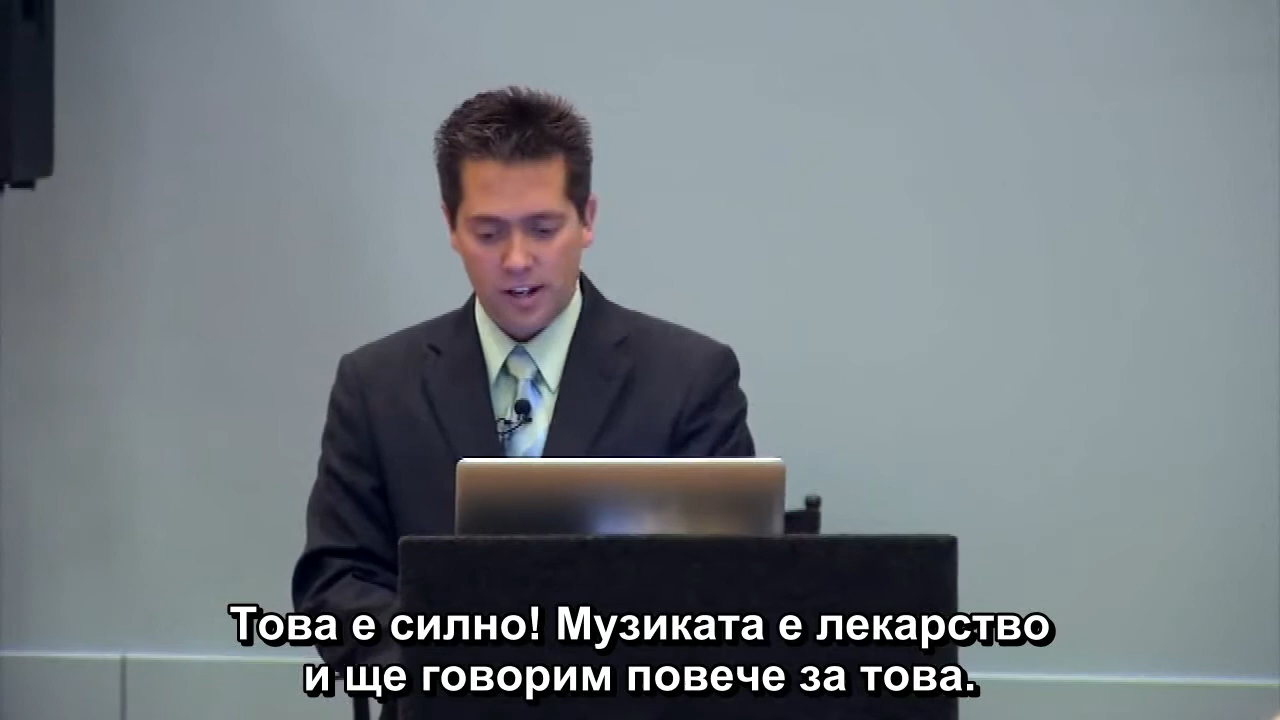 Това е силно! Музиката е лекарство
и ще говорим повече за това.